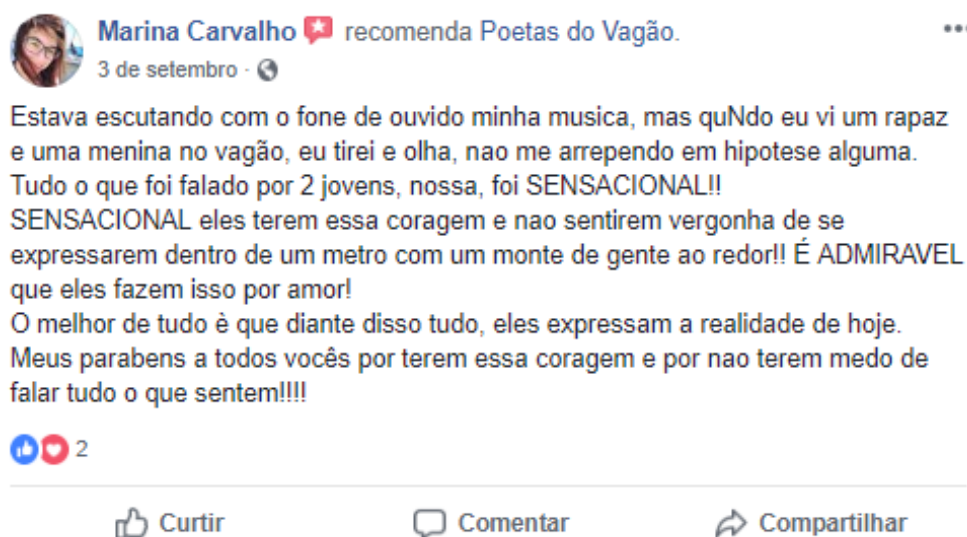 Marina Carvalho recomenda Poetas do Vagão.
3 de setembro ·
Estava escutando com o fone de ouvido minha musica, mas quNdo eu vi um rapaz
e uma menina no vagão, eu tirei e olha, nao me arrependo em hipotese alguma.
Tudo o que foi falado por 2 jovens, nossa, foi SENSACIONAL!!
SENSACIONAL eles terem essa coragem e nao sentirem vergonha de se
expressarem dentro de um metro com um monte de gente ao redor!! É ADMIRAVEL
que eles fazem isso por amor!
O melhor de tudo è que diante disso tudo, eles expressam a realidade de hoje.
Meus parabens a todos vocês por terem essa coragem e por nao terem medo de
falar tudo o que sentem!!!!
2
Curtir Comentar Compartilhar